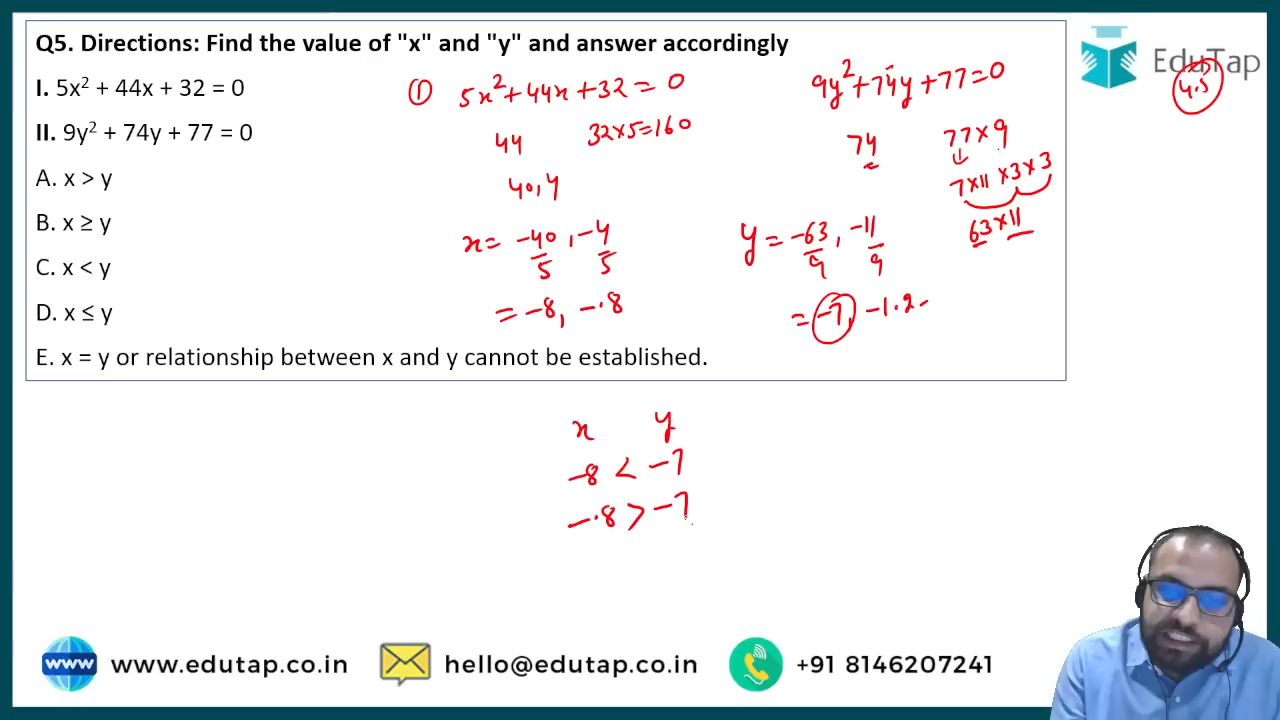 Q5. Directions: Find the value of "x" and "y" and answer accordingly
I. 5x² + 44x + 32 = 0
II. 9y² + 74y + 77 = 0
A. x > y
B. x ≥ y
C. x < y
D. x ≤ y
E. x = y or relationship between x and y cannot be established.
① 5x² + 44x + 32 = 0
44 32×5=160
40, 4
x = -40/5, -4/5
= -8, -.8
9y² + 74y + 77 = 0
74 77×9
7×11×3×3
63×11
y = -63/9, -11/9
= -7, -1.2-
x y
-8 < -7
-.8 > -7
EduTap
4.5
www www.edutap.co.in
hello@edutap.co.in
+91 8146207241